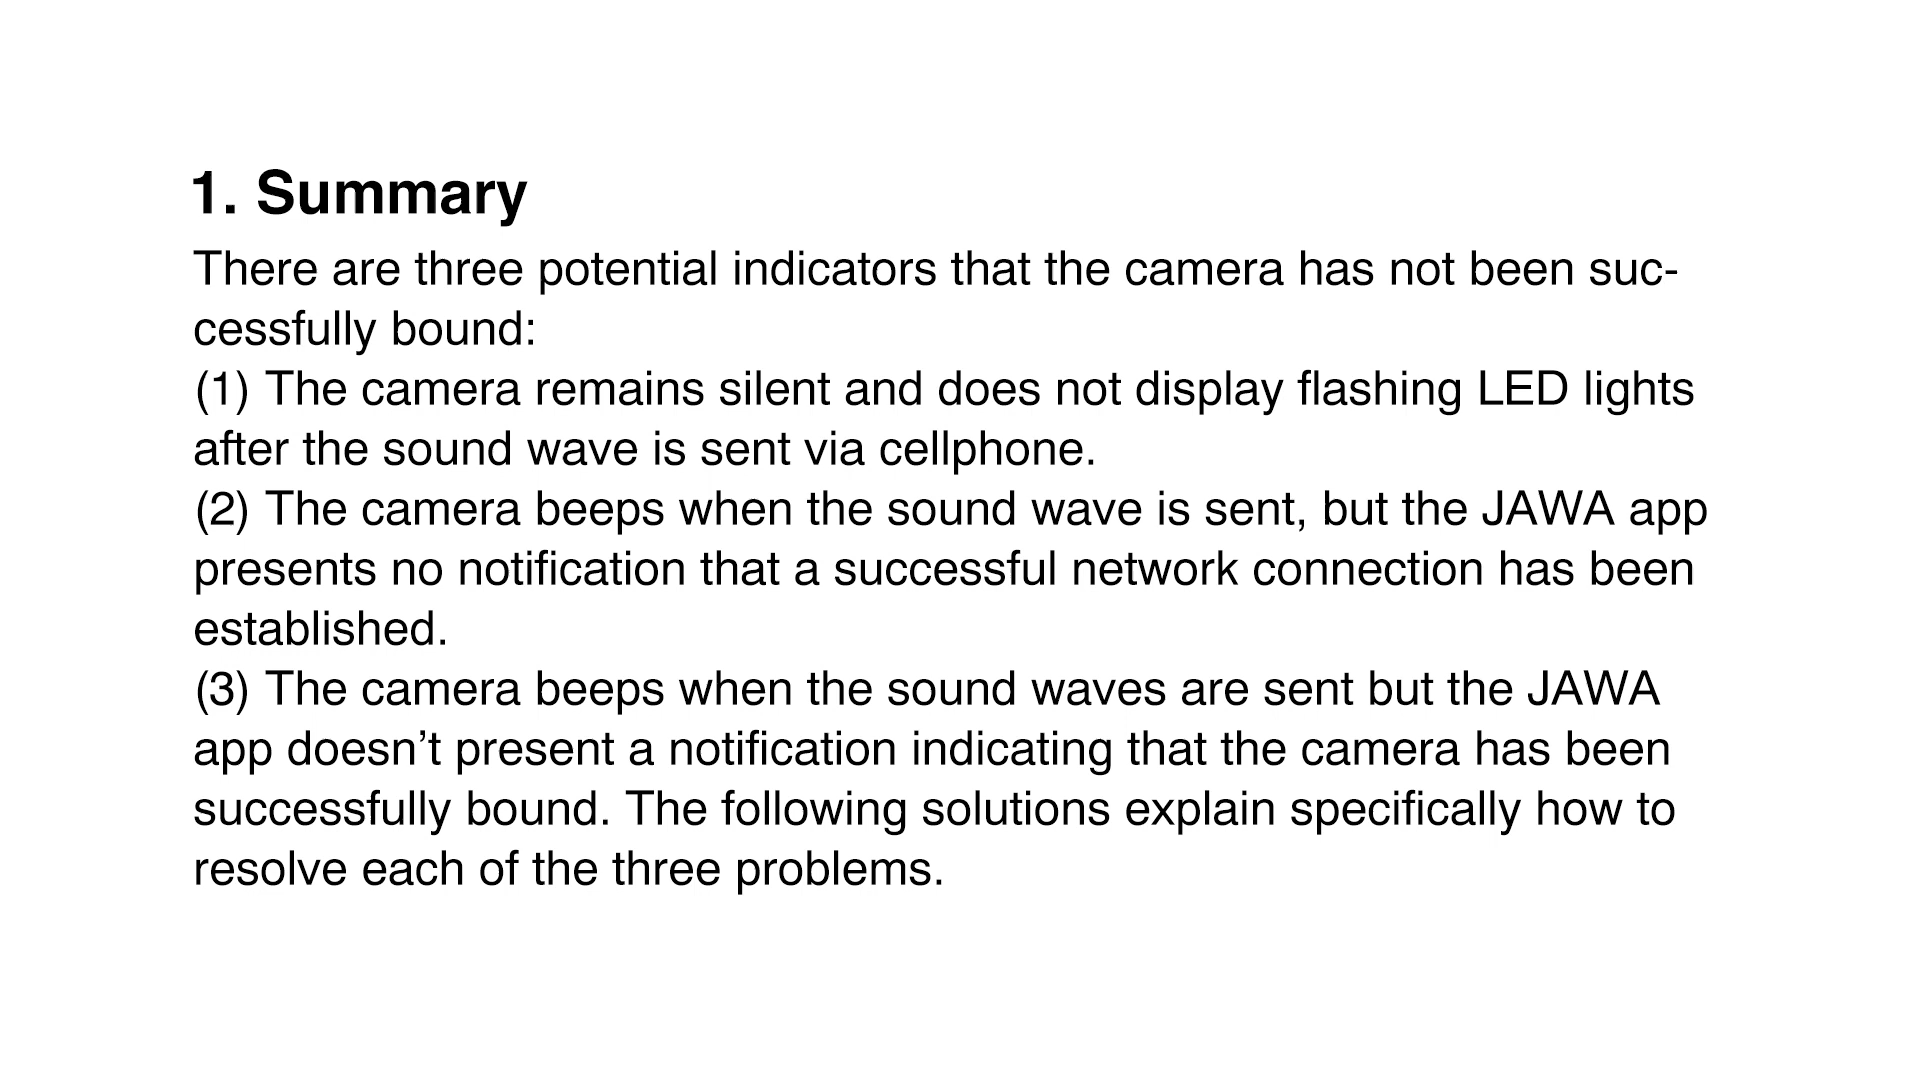 1. Summary
There are three potential indicators that the camera has not been suc-
cessfully bound:
(1) The camera remains silent and does not display flashing LED lights
after the sound wave is sent via cellphone.
(2) The camera beeps when the sound wave is sent, but the JAWA app
presents no notification that a successful network connection has been
established.
(3) The camera beeps when the sound waves are sent but the JAWA
app doesn’t present a notification indicating that the camera has been
successfully bound. The following solutions explain specifically how to
resolve each of the three problems.